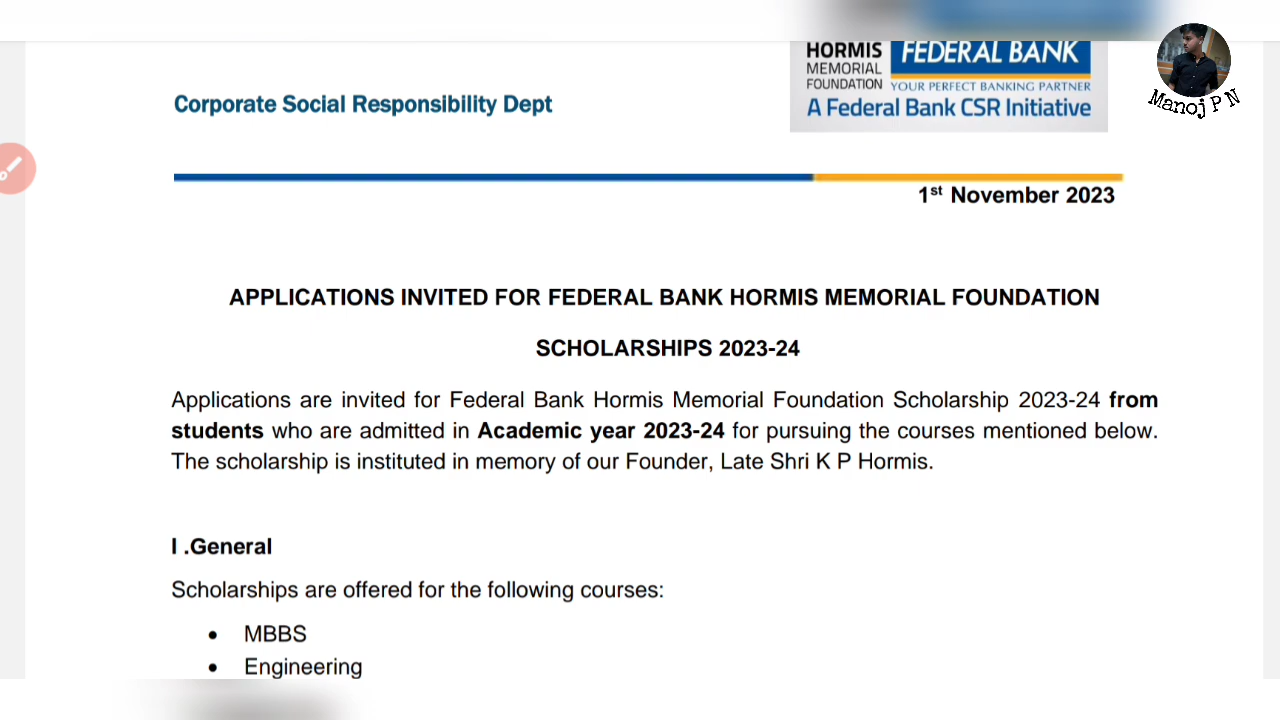 HORMIS
MEMORIAL
FOUNDATION
FEDERAL BANK
YOUR PERFECT BANKING PARTNER
A Federal Bank CSR Initiative
Corporate Social Responsibility Dept
Manoj P N
1st November 2023
APPLICATIONS INVITED FOR FEDERAL BANK HORMIS MEMORIAL FOUNDATION
SCHOLARSHIPS 2023-24
Applications are invited for Federal Bank Hormis Memorial Foundation Scholarship 2023-24 from
students who are admitted in Academic year 2023-24 for pursuing the courses mentioned below.
The scholarship is instituted in memory of our Founder, Late Shri K P Hormis.
I .General
Scholarships are offered for the following courses:
• MBBS
• Engineering